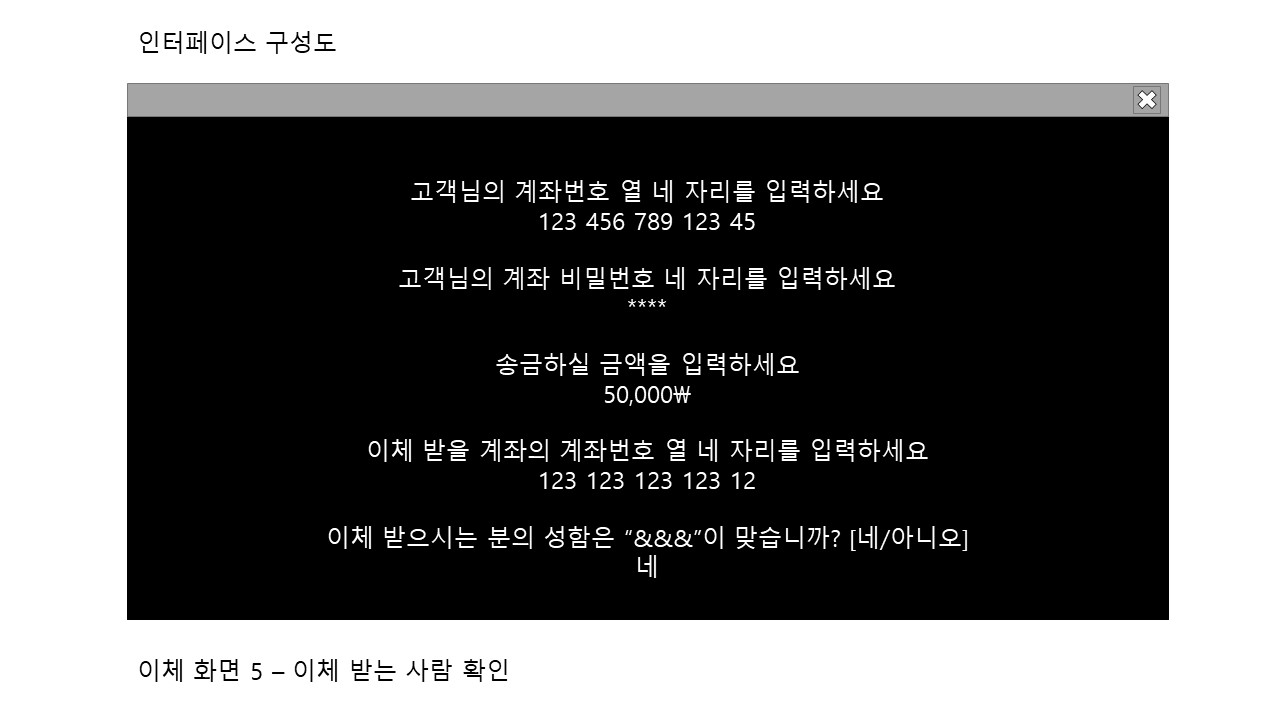 인터페이스 구성도
고객님의 계좌번호 열 네 자리를 입력하세요
123 456 789 123 45
고객님의 계좌 비밀번호 네 자리를 입력하세요
****
송금하실 금액을 입력하세요
50,000₩
이체 받을 계좌의 계좌번호 열 네 자리를 입력하세요
123 123 123 123 12
이체 받으시는 분의 성함은 “&&&”이 맞습니까? [네/아니오]
네
이체 화면 5 – 이체 받는 사람 확인